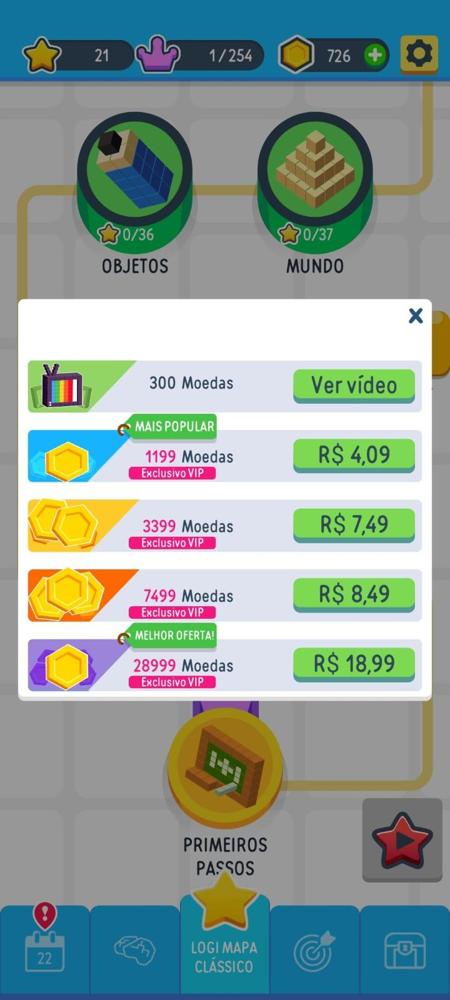 21
1/254
726
0/36
0/37
OBJETOS
MUNDO
X
300 Moedas
Ver vídeo
MAIS POPULAR
1199 Moedas
Exclusivo VIP
R$ 4,09
3399 Moedas
Exclusivo VIP
R$ 7,49
7499 Moedas
Exclusivo VIP
R$ 8,49
MELHOR OFERTA!
28999 Moedas
Exclusivo VIP
R$ 18,99
1+1
PRIMEIROS
PASSOS
!
22
LOGI MAPA
CLÁSSICO